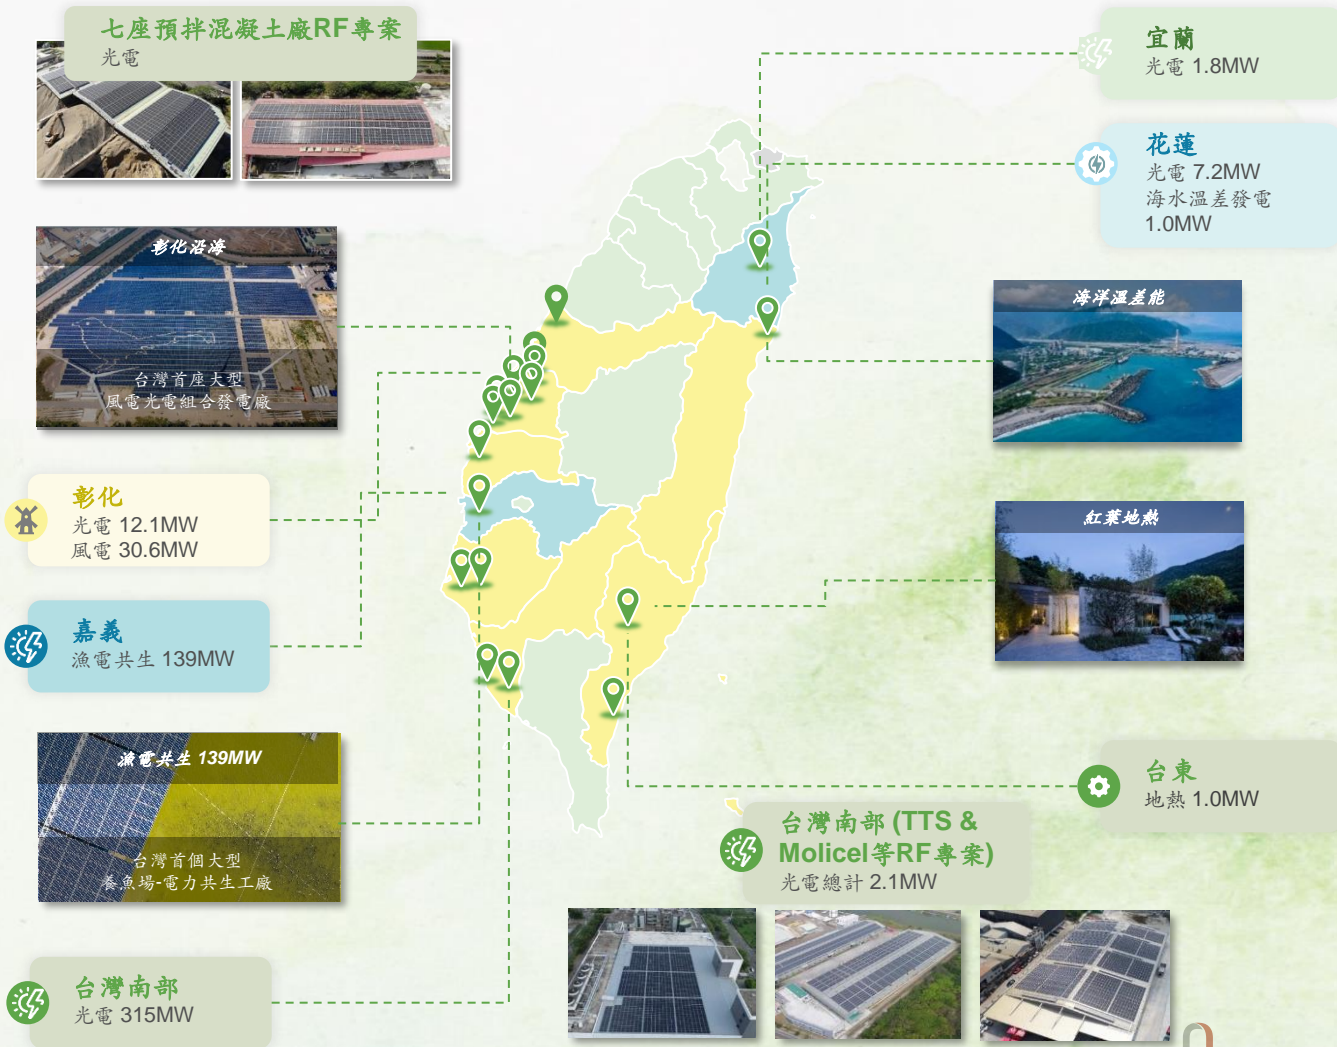 七座預拌混凝土廠RF專案
光電
彰化沿海
台灣首座大型
風電光電組合發電廠
彰化
光電 12.1MW
風電 30.6MW
嘉義
漁電共生 139MW
漁電共生 139MW
台灣首個大型
養魚場-電力共生工廠
台灣南部
光電 315MW
宜蘭
光電 1.8MW
花蓮
光電 7.2MW
海水溫差發電
1.0MW
海洋溫差能
紅葉地熱
台東
地熱 1.0MW
台灣南部 (TTS &
Molicel等RF專案)
光電總計 2.1MW